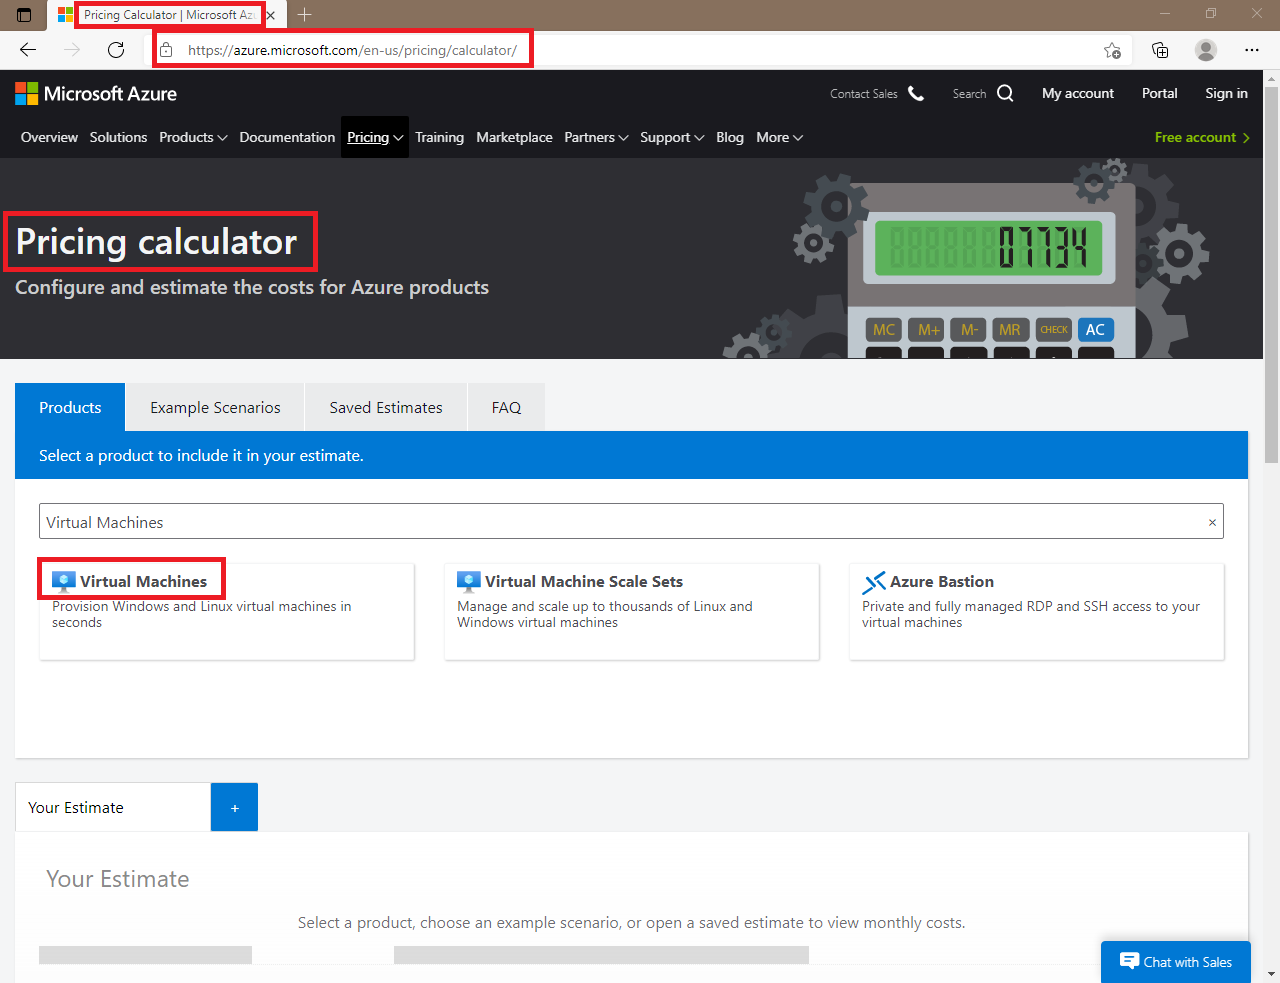 Pricing Calculator | Microsoft Az
https://azure.microsoft.com/en-us/pricing/calculator/
Microsoft Azure
Contact Sales
Search
My account
Portal
Sign in
Overview
Solutions
Products
Documentation
Pricing
Training
Marketplace
Partners
Support
Blog
More
Free account
Pricing calculator
Configure and estimate the costs for Azure products
07734
MC
M+
M-
MR
CHECK
AC
Products
Example Scenarios
Saved Estimates
FAQ
Select a product to include it in your estimate.
Virtual Machines
×
Virtual Machines
Provision Windows and Linux virtual machines in
seconds
Virtual Machine Scale Sets
Manage and scale up to thousands of Linux and
Windows virtual machines
Azure Bastion
Private and fully managed RDP and SSH access to your
virtual machines
Your Estimate
+
Your Estimate
Select a product, choose an example scenario, or open a saved estimate to view monthly costs.
Chat with Sales